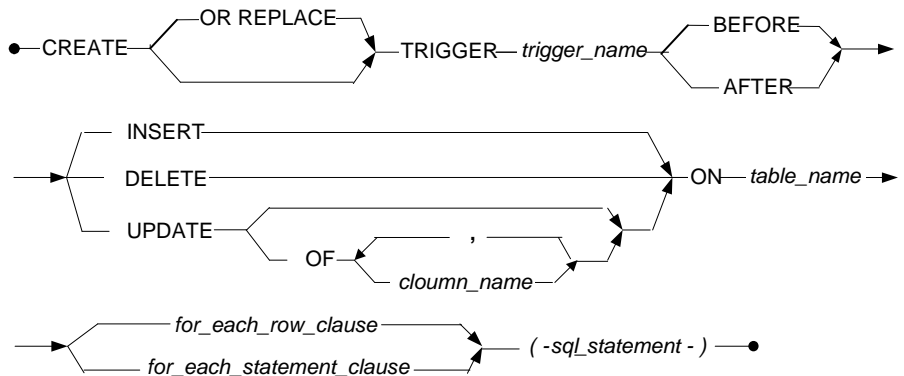 OR REPLACE
CREATE TRIGGER trigger_name BEFORE
AFTER
INSERT
DELETE ON table_name
UPDATE
OF ,
cloumn_name
for_each_row_clause
for_each_statement_clause ( -sql_statement - )